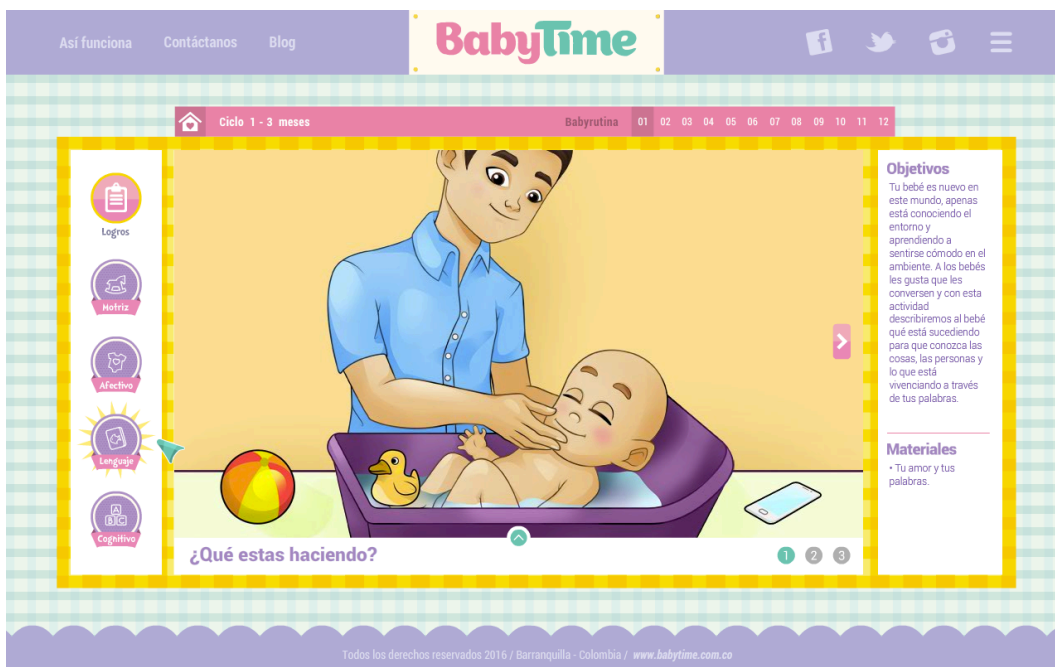 Así funciona
Contáctanos
Blog
BabyTime
Ciclo 1 - 3 meses
Babyrutina
01 02 03 04 05 06 07 08 09 10 11 12
Logros
Motriz
Afectivo
Lenguaje
A
B C
Cognitivo
¿Qué estas haciendo?
1 2 3
Objetivos
Tu bebé es nuevo en
este mundo, apenas
está conociendo el
entorno y
aprendiendo a
sentirse cómodo en el
ambiente. A los bebés
les gusta que les
conversen y con esta
actividad
describiremos al bebé
qué está sucediendo
para que conozca las
cosas, las personas y
lo que está
vivenciando a través
de tus palabras.
Materiales
• Tu amor y tus
palabras.
Todos los derechos reservados 2016 / Barranquilla - Colombia / www.babytime.com.co